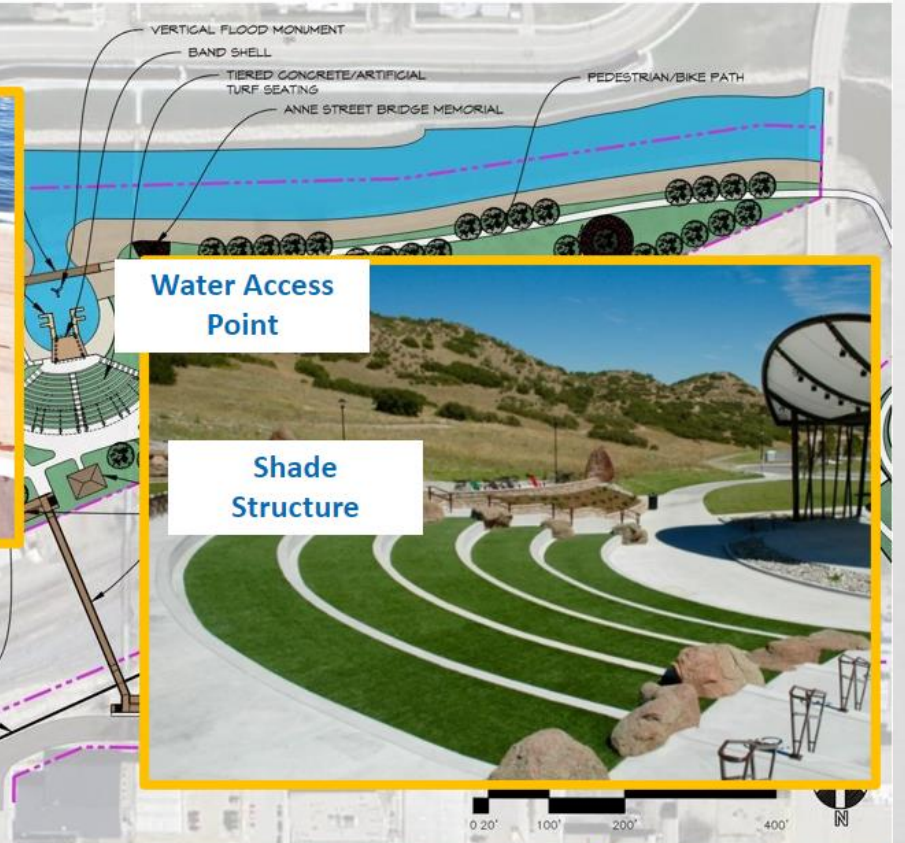 VERTICAL FLOOD MONUMENT
BAND SHELL
TIERED CONCRETE/ARTIFICIAL
TURF SEATING
PEDESTRIAN/BIKE PATH
ANNE STREET BRIDGE MEMORIAL
Water Access
Point
Shade
Structure
0 20' 100' 200' 400'
N